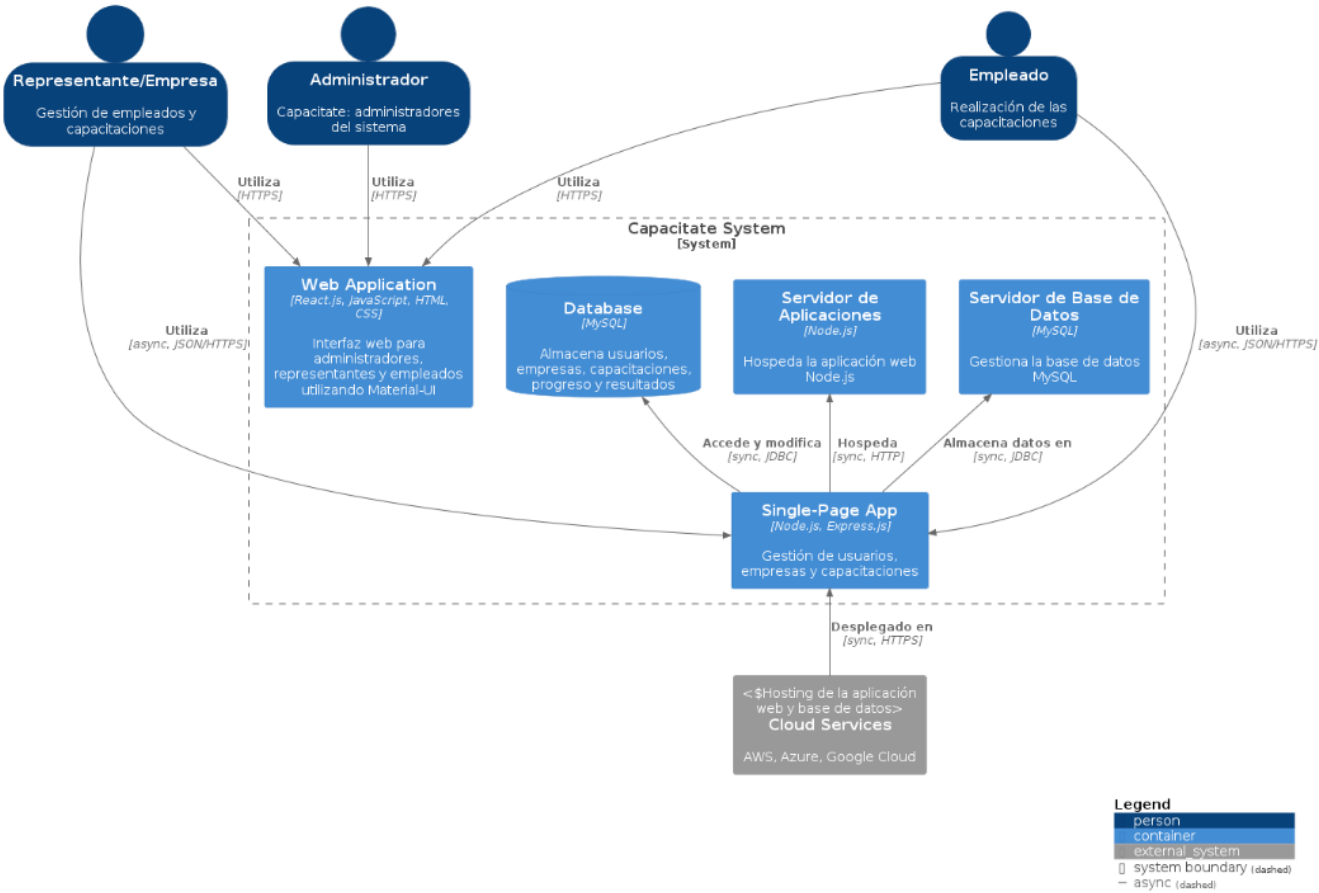 Representante/Empresa
Gestión de empleados y
capacitaciones
Administrador
Capacitate: administradores
del sistema
Empleado
Realización de las
capacitaciones
Utiliza
[HTTPS]
Utiliza
[HTTPS]
Utiliza
[HTTPS]
Capacitate System
[System]
Web Application
[React.js, JavaScript, HTML,
CSS]
Interfaz web para
administradores,
representantes y empleados
utilizando Material-UI
Database
[MySQL]
Almacena usuarios,
empresas, capacitaciones,
progreso y resultados
Servidor de
Aplicaciones
[Node.js]
Hospeda la aplicación web
Node.js
Servidor de Base de
Datos
[MySQL]
Gestiona la base de datos
MySQL
Utiliza
[async, JSON/HTTPS]
Utiliza
[async, JSON/HTTPS]
Accede y modifica
[sync, JDBC]
Hospeda
[sync, HTTP]
Almacena datos en
[sync, JDBC]
Single-Page App
[Node.js, Express.js]
Gestión de usuarios,
empresas y capacitaciones
Desplegado en
[sync, HTTPS]
<$Hosting de la aplicación
web y base de datos>
Cloud Services
AWS, Azure, Google Cloud
Legend
person
container
external_system
system boundary (dashed)
async (dashed)